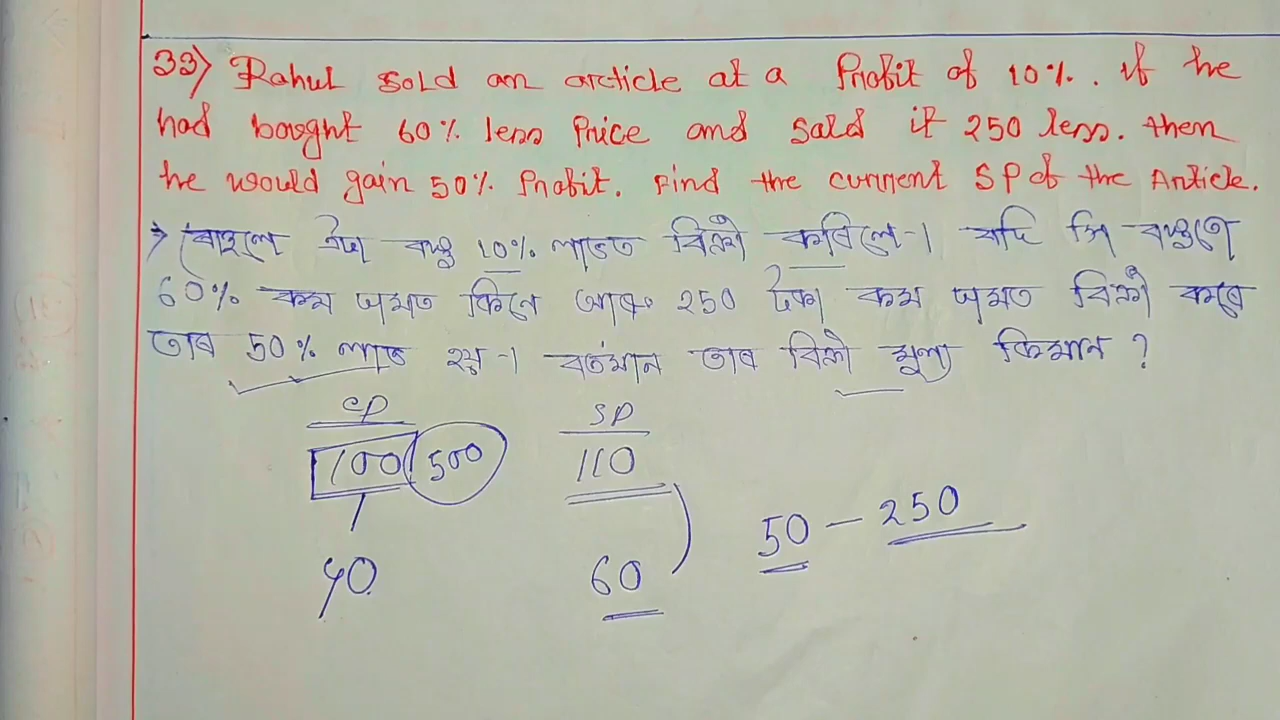 33) Rahul sold an article at a Profit of 10%. if he
had bought 60% less Price and sold it 250 less. then
he would gain 50% Profit. Find the current SP of the Article.
→ ৰাহুলে এটা বস্তু 10% লাভত বিক্ৰী কৰিলে। যদি সি বস্তুটো
60% কম দামত কিনে আৰু 250 টকা কম দামত বিক্ৰী কৰে
তাৰ 50% লাভ হয়। বৰ্তমান তাৰ বিক্ৰী মূল্য কিমান ?
CP SP
100 500 110
50 - 250
40 60